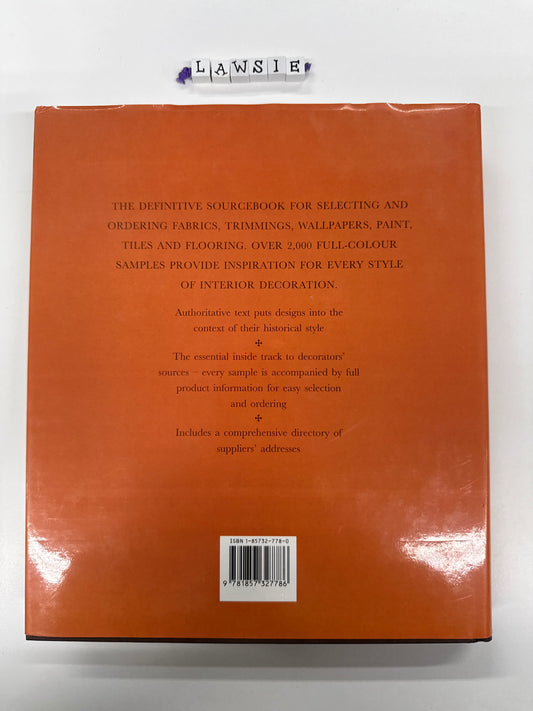 LAWSIE
THE DEFINITIVE SOURCEBOOK FOR SELECTING AND
ORDERING FABRICS, TRIMMINGS, WALLPAPERS, PAINT,
TILES AND FLOORING. OVER 2,000 FULL-COLOUR
SAMPLES PROVIDE INSPIRATION FOR EVERY STYLE
OF INTERIOR DECORATION.
Authoritative text puts designs into the
context of their historical style
The essential inside track to decorators'
sources – every sample is accompanied by full
product information for easy selection
and ordering
Includes a comprehensive directory of
suppliers' addresses
ISBN 1-85732-778-0
9 781857 327786